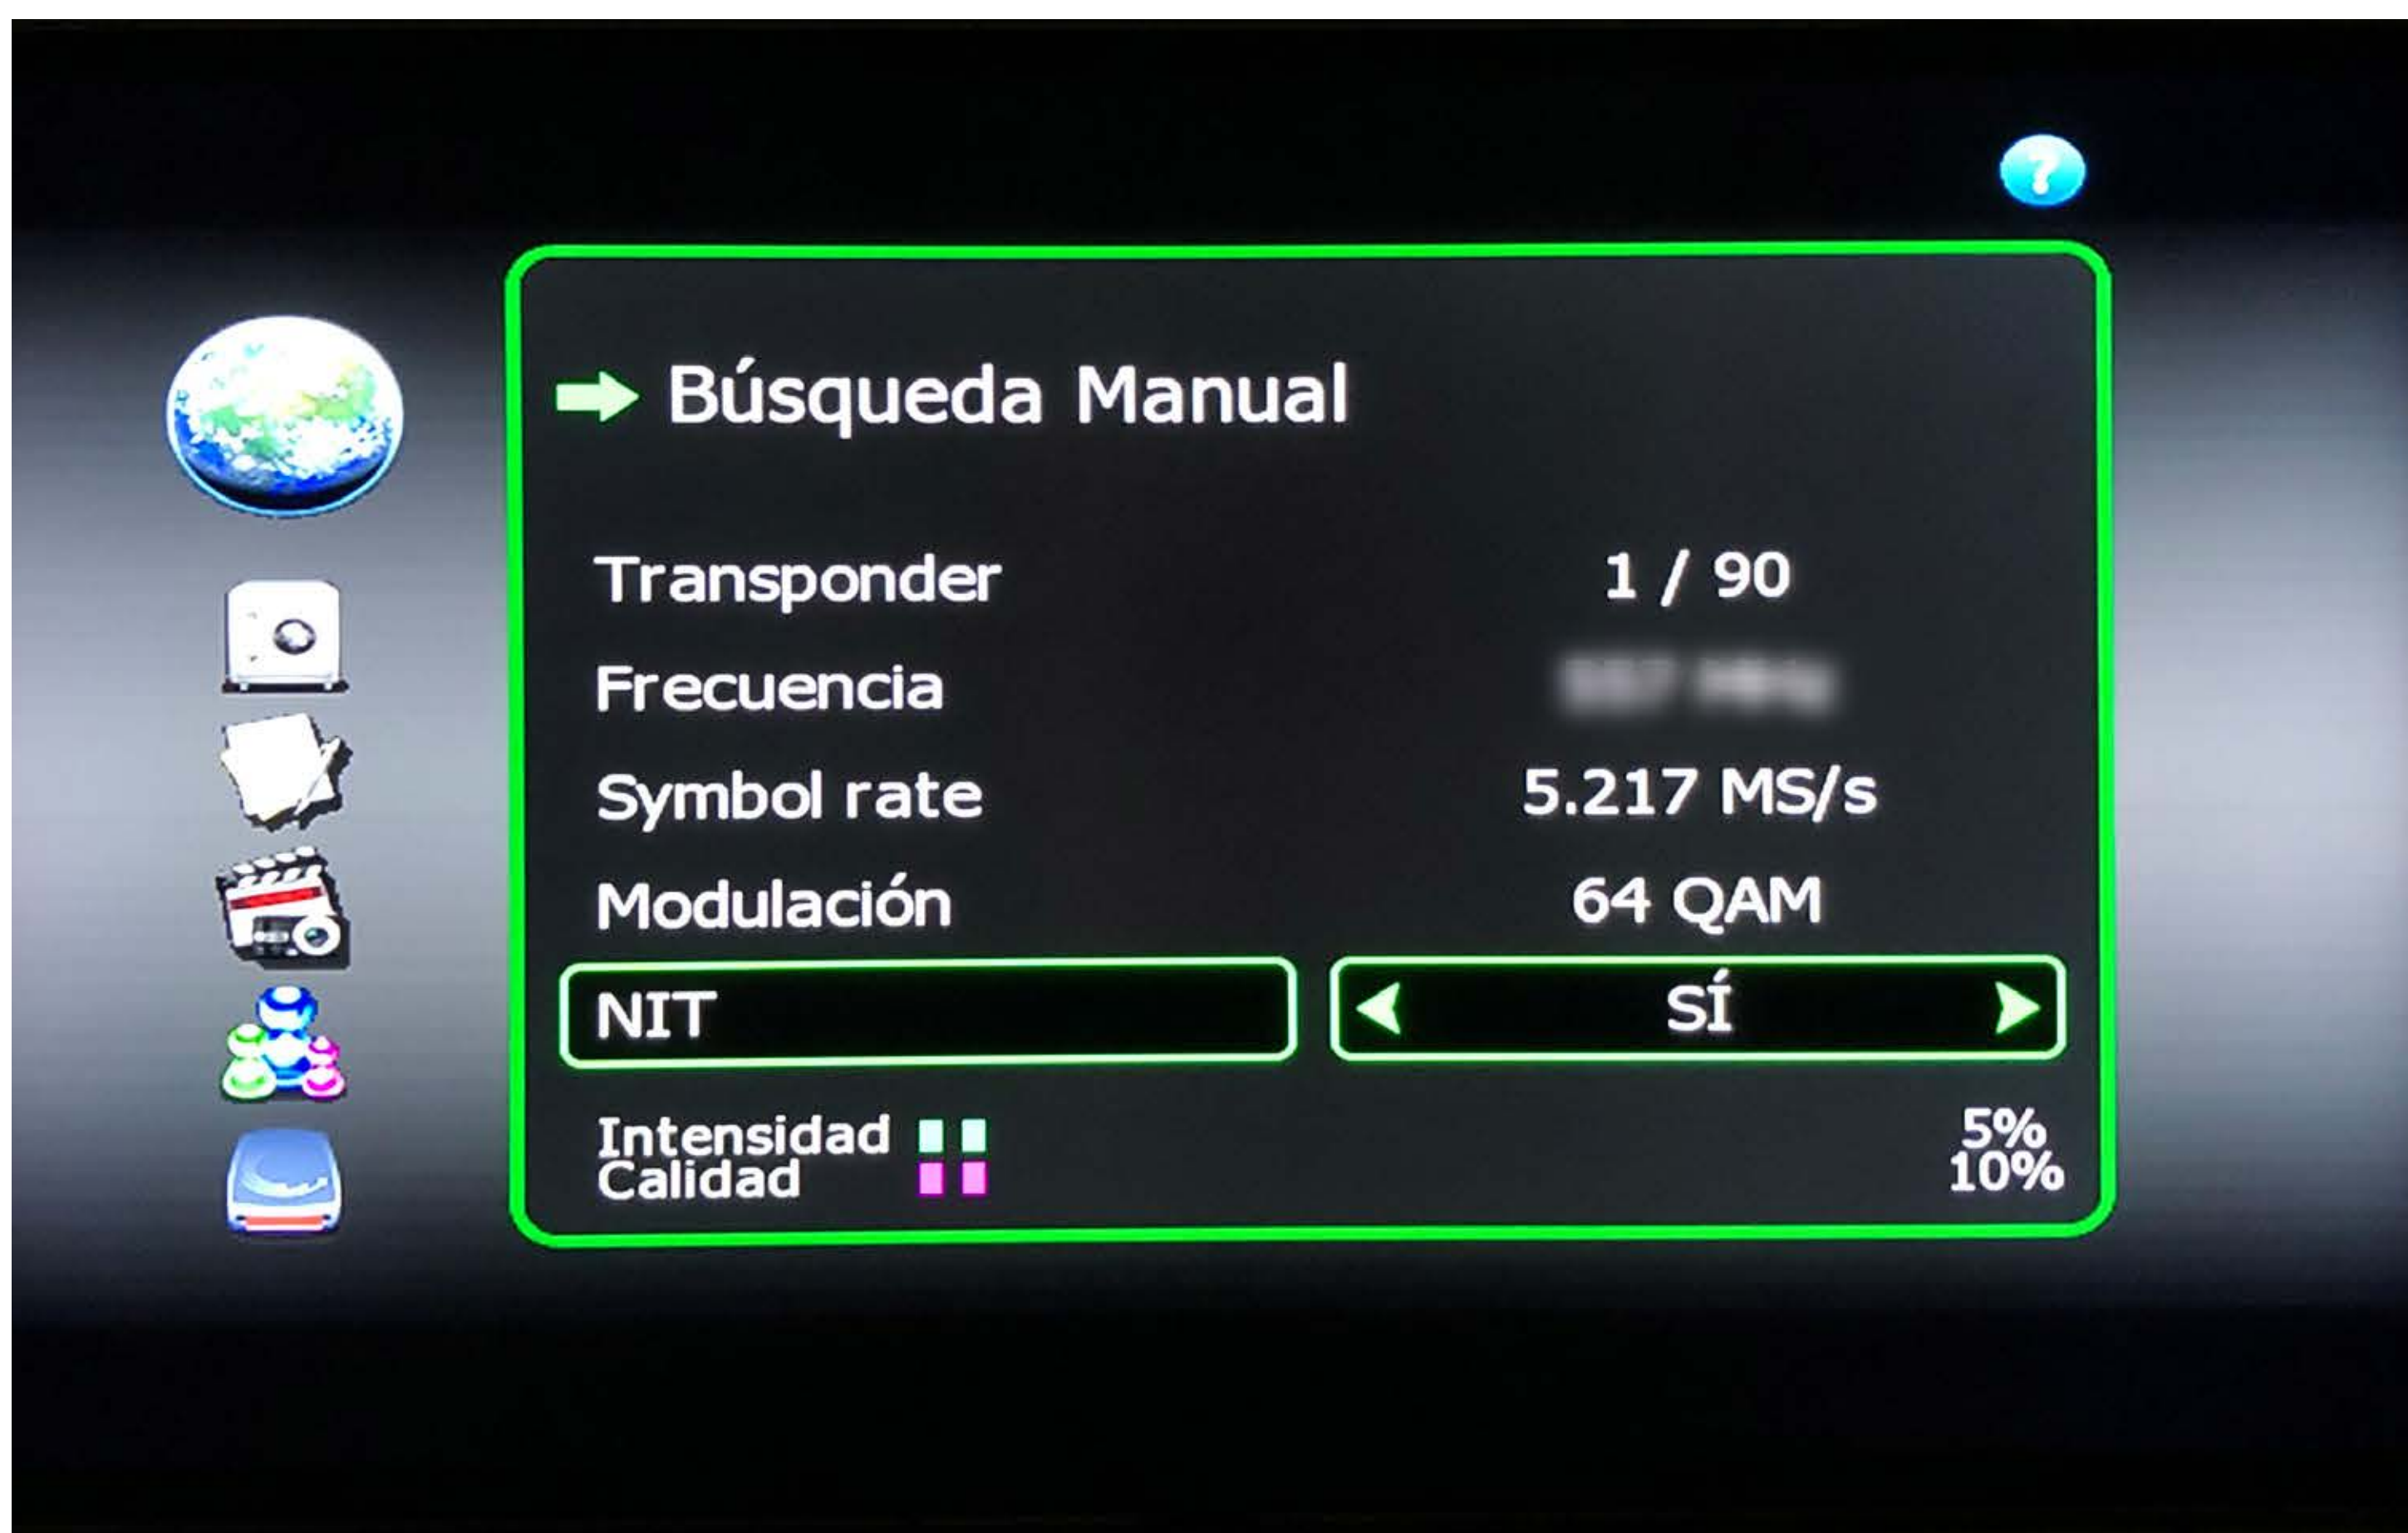 ?
Búsqueda Manual
Transponder 1 / 90
Frecuencia
Symbol rate 5.217 MS/s
Modulación 64 QAM
NIT SÍ
Intensidad 5%
Calidad 10%